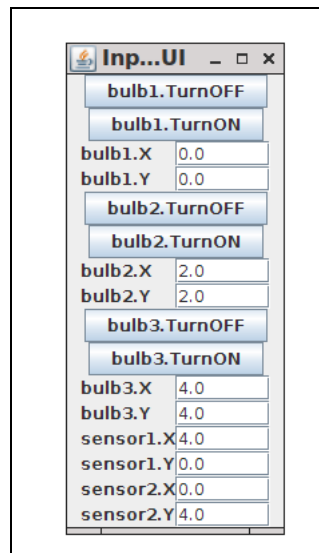 Inp...UI
bulb1.TurnOFF
bulb1.TurnON
bulb1.X 0.0
bulb1.Y 0.0
bulb2.TurnOFF
bulb2.TurnON
bulb2.X 2.0
bulb2.Y 2.0
bulb3.TurnOFF
bulb3.TurnON
bulb3.X 4.0
bulb3.Y 4.0
sensor1.X 4.0
sensor1.Y 0.0
sensor2.X 0.0
sensor2.Y 4.0